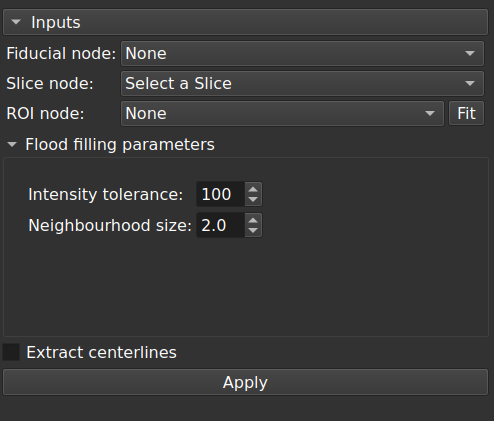 Inputs
Fiducial node: None
Slice node: Select a Slice
ROI node: None Fit
Flood filling parameters
Intensity tolerance: 100
Neighbourhood size: 2.0
Extract centerlines
Apply